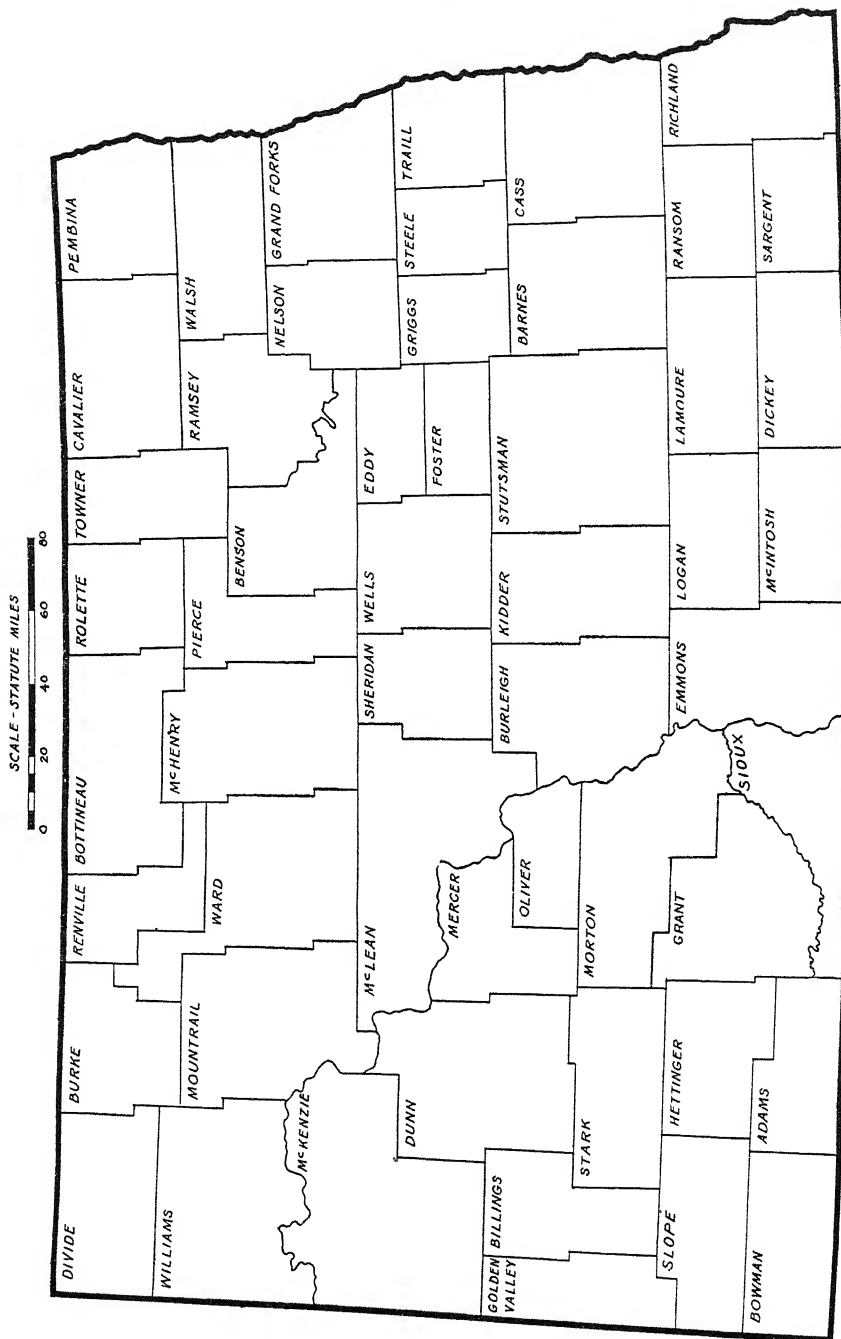 SCALE - STATUTE MILES
0 20 40 60 80
DIVIDE
BURKE
RENVILLE
BOTTINEAU
ROLETTE
TOWNER
CAVALIER
PEMBINA
WILLIAMS
MOUNTRAIL
WARD
McHENRY
PIERCE
BENSON
RAMSEY
WALSH
NELSON
GRAND FORKS
McKENZIE
McLEAN
SHERIDAN
WELLS
EDDY
FOSTER
GRIGGS
STEELE
TRAILL
DUNN
MERCER
OLIVER
BURLEIGH
KIDDER
STUTSMAN
BARNES
CASS
GOLDEN
VALLEY
BILLINGS
STARK
MORTON
SLOPE
HETTINGER
GRANT
EMMONS
LOGAN
LAMOURE
RANSOM
RICHLAND
BOWMAN
ADAMS
SIOUX
McINTOSH
DICKEY
SARGENT